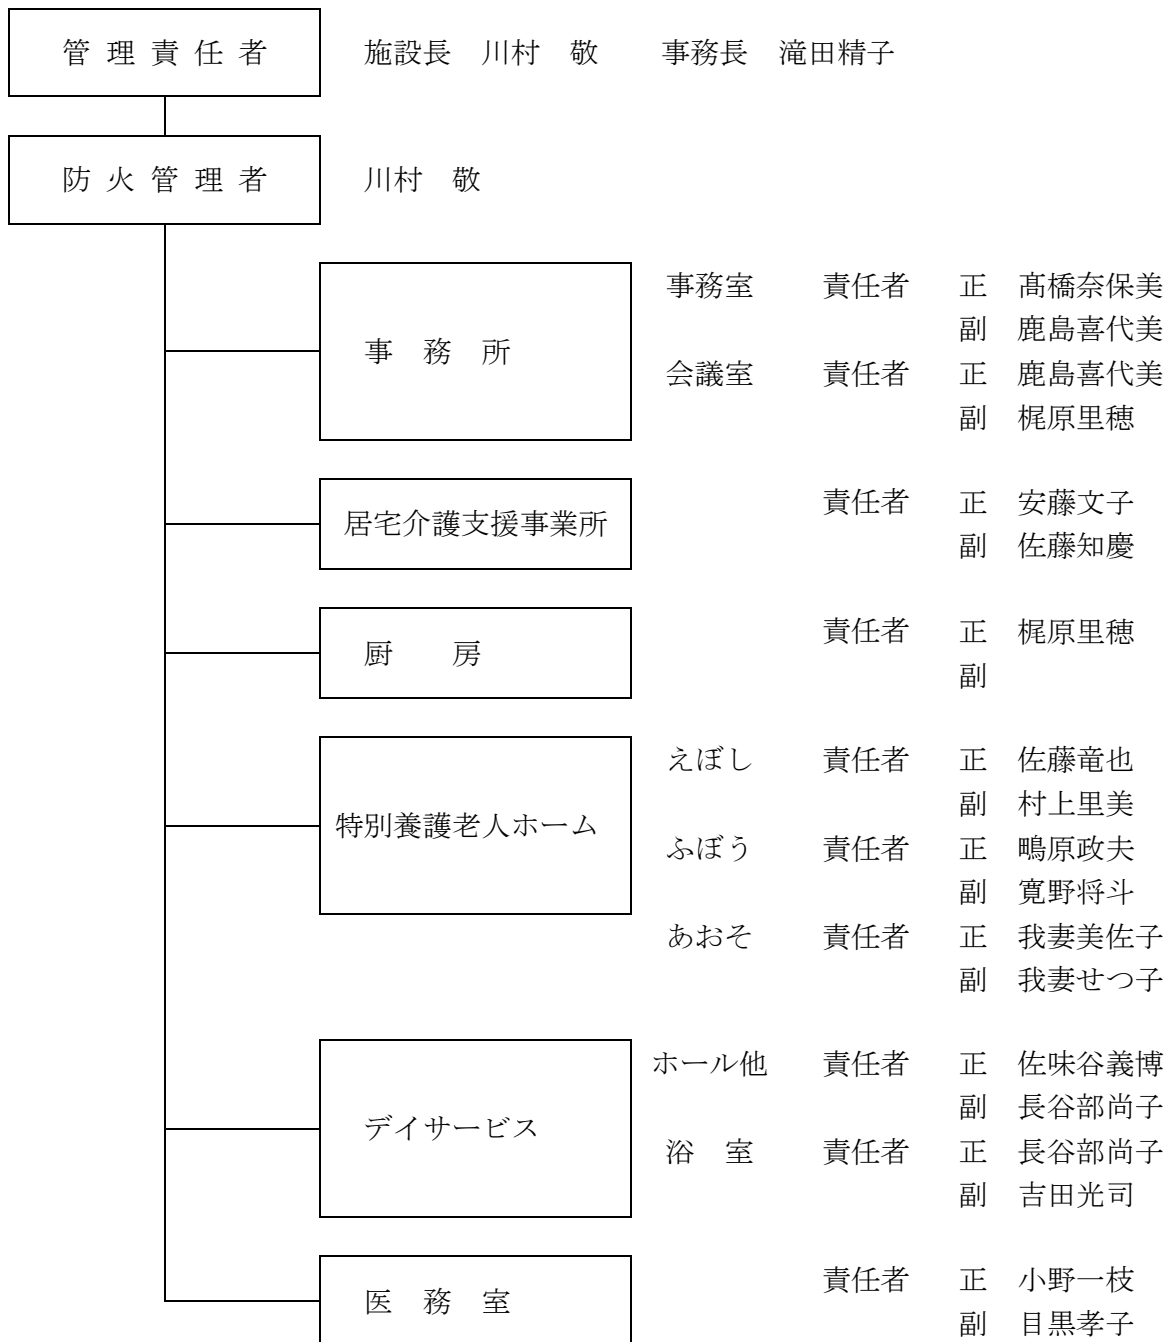 管 理 責 任 者　施設長　川村　敬　　事務長　滝田精子
防 火 管 理 者　川村　敬
事　務　所
事務室　責任者　正　髙橋奈保美
副　鹿島喜代美
会議室　責任者　正　鹿島喜代美
副　梶原里穂
居宅介護支援事業所
責任者　正　安藤文子
副　佐藤知慶
厨　　房
責任者　正　梶原里穂
副
特別養護老人ホーム
えぼし　責任者　正　佐藤竜也
副　村上里美
ふぼう　責任者　正　鴫原政夫
副　寛野将斗
あおそ　責任者　正　我妻美佐子
副　我妻せつ子
デイサービス
ホール他　責任者　正　佐味谷義博
副　長谷部尚子
浴　室　責任者　正　長谷部尚子
副　吉田光司
医　務　室
責任者　正　小野一枝
副　目黒孝子